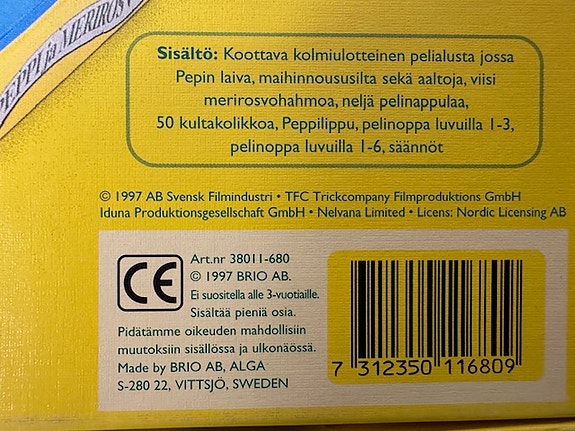 PEPPI ja MERIROSV
Sisältö: Koottava kolmiulotteinen pelialusta jossa
Pepin laiva, maihinnoususilta sekä aaltoja, viisi
merirosvohahmoa, neljä pelinappulaa,
50 kultakolikkoa, Peppilippu, pelinoppa luvuilla 1-3,
pelinoppa luvuilla 1-6, säännöt
© 1997 AB Svensk Filmindustri • TFC Trickcompany Filmproduktions GmbH
Iduna Produktionsgesellschaft GmbH • Nelvana Limited • Licens: Nordic Licensing AB
CE
Art.nr 38011-680
© 1997 BRIO AB.
Ei suositella alle 3-vuotiaille.
Sisältää pieniä osia.
Pidätämme oikeuden mahdollisiin
muutoksiin sisällössä ja ulkonäössä.
Made by BRIO AB, ALGA
S-280 22, VITTSJÖ, SWEDEN
7 312350 116809